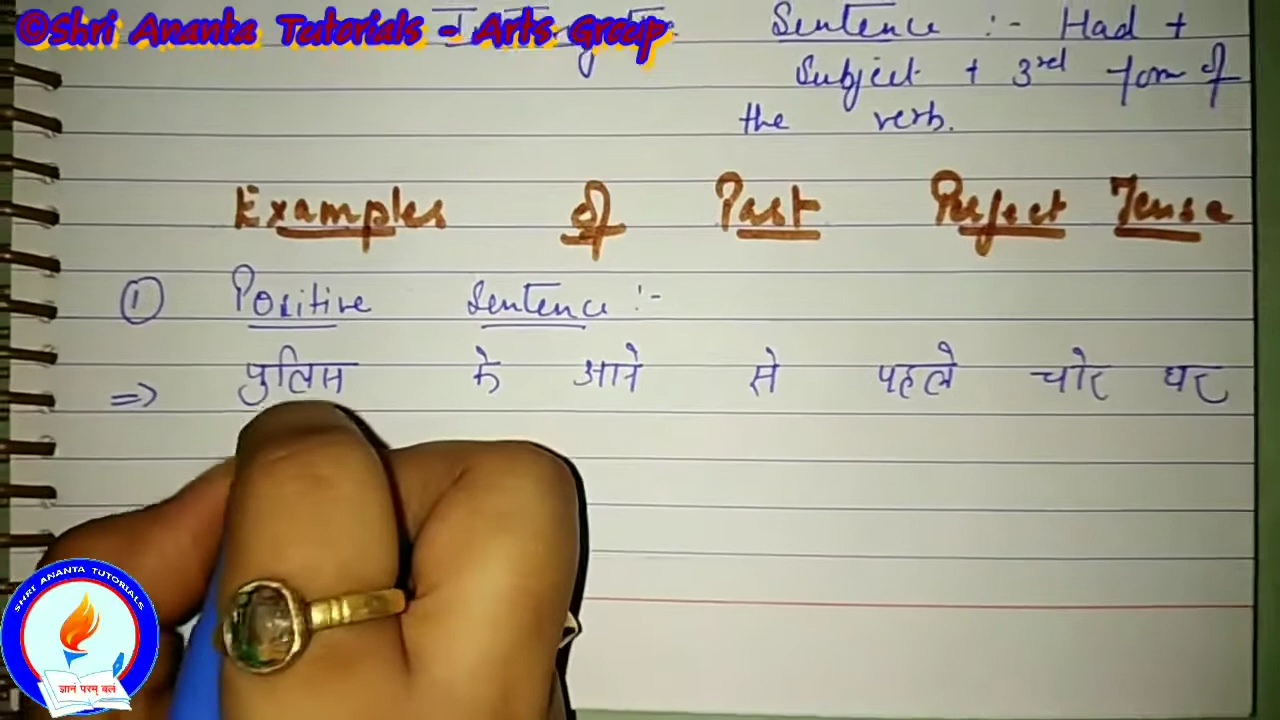 ©Shri Ananta Tutorials - Arts Group
Sentence :- Had +
Subject + 3rd form of
the verb.
Examples of Past Perfect Tense
① Positive Sentence :-
⇒ पुलिस के आने से पहले चोर घर
SHRI ANANTA TUTORIALS
ज्ञानं परमं बलं